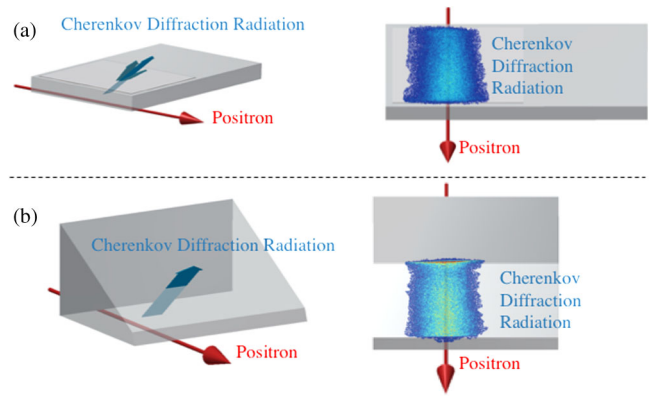 (a)
Cherenkov Diffraction Radiation
Positron
Cherenkov
Diffraction
Radiation
Positron
(b)
Cherenkov Diffraction Radiation
Positron
Cherenkov
Diffraction
Radiation
Positron